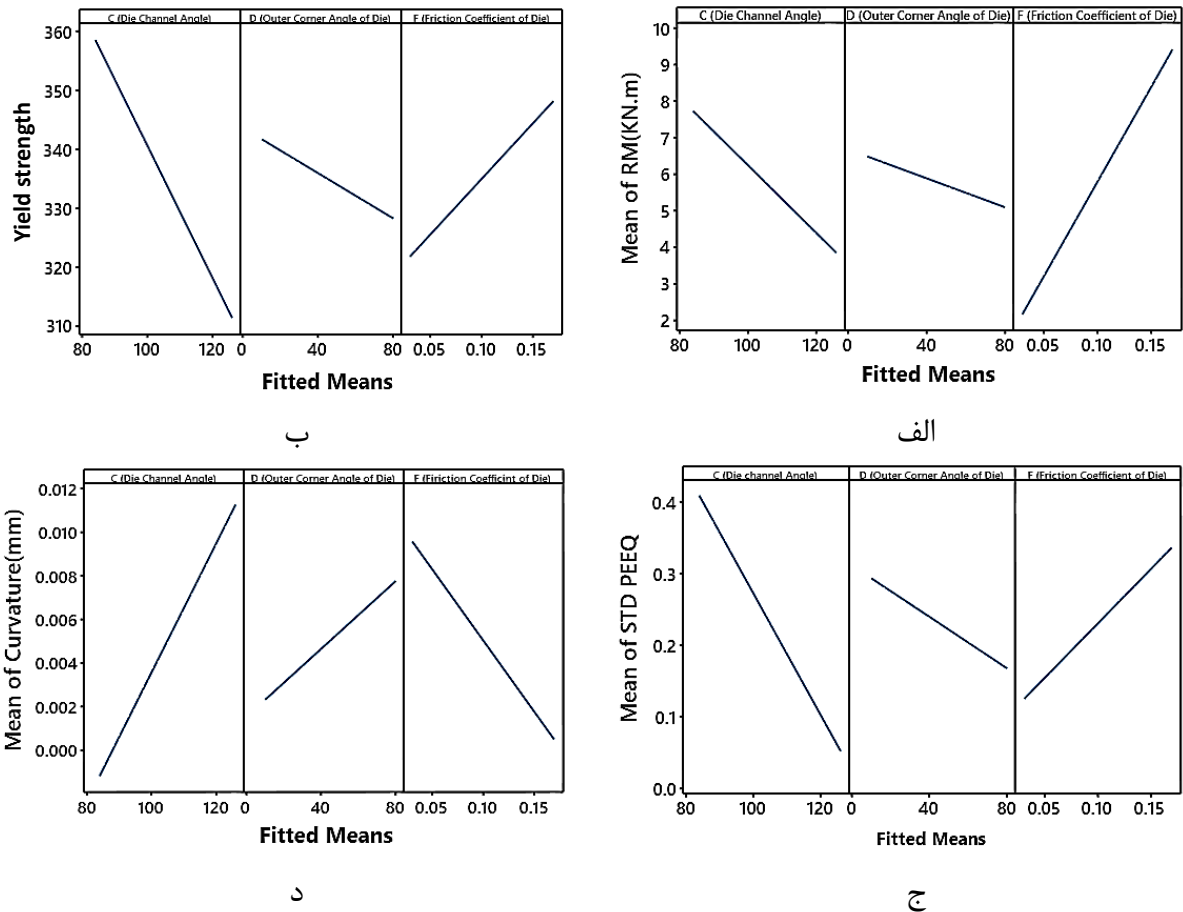 C (Die Channel Angle) D (Outer Corner Angle of Die) F (Friction Coefficient of Die)
Yield strength
360
350
340
330
320
310
80 100 120 0 40 80 0.05 0.10 0.15
Fitted Means
ب
C (Die Channel Angle) D (Outer Corner Angle of Die) F (Friction Coefficient of Die)
Mean of RM(KN.m)
10
9
8
7
6
5
4
3
2
80 100 120 0 40 80 0.05 0.10 0.15
Fitted Means
الف
C (Die Channel Angle) D (Outer Corner Angle of Die) F (Firiction Coefficint of Die)
Mean of Curvature(mm)
0.012
0.010
0.008
0.006
0.004
0.002
0.000
80 100 120 0 40 80 0.05 0.10 0.15
Fitted Means
د
C (Die channel Angle) D (Outer Corner Angle of Die) F (Friction Coefficient of Die)
Mean of STD PEEQ
0.4
0.3
0.2
0.1
0.0
80 100 120 0 40 80 0.05 0.10 0.15
Fitted Means
ج